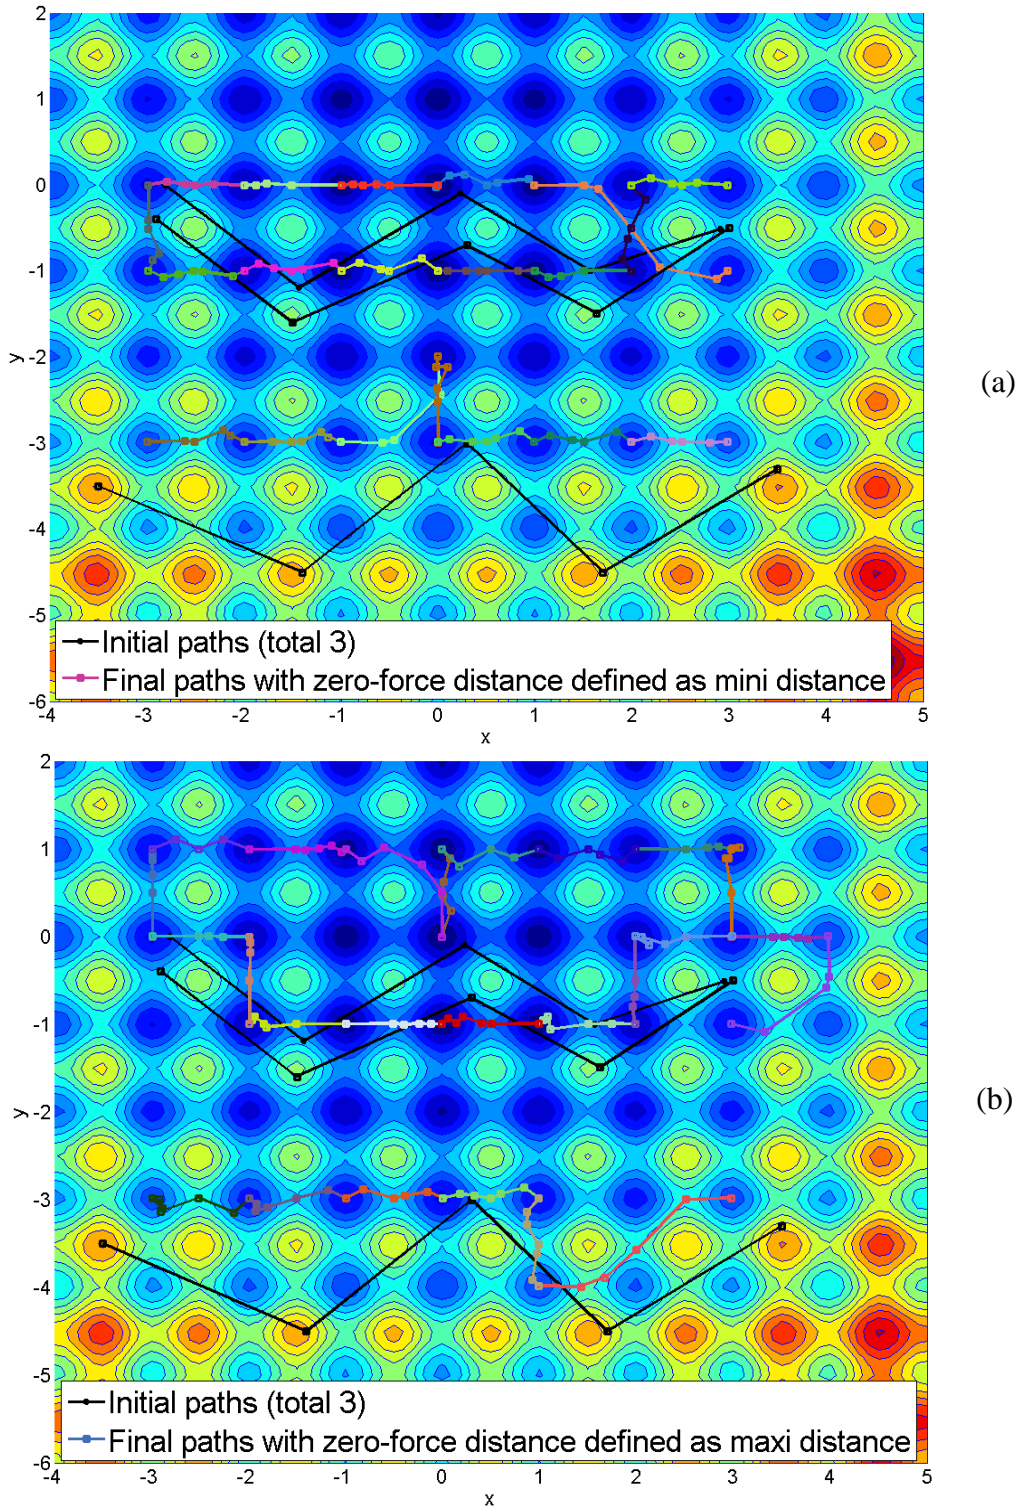 2
1
0
-1
y
-2
(a)
-3
-4
-5
Initial paths (total 3)
Final paths with zero-force distance defined as mini distance
-6
-4 -3 -2 -1 0 1 2 3 4 5
x
2
1
0
-1
y
-2
(b)
-3
-4
-5
Initial paths (total 3)
Final paths with zero-force distance defined as maxi distance
-6
-4 -3 -2 -1 0 1 2 3 4 5
x